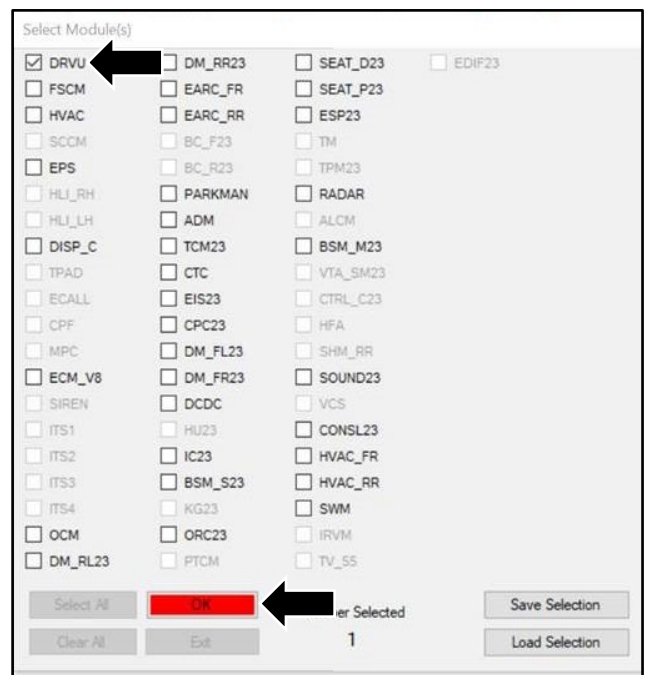 Select Module(s)
DRVU DM_RR23 SEAT_D23 EDIF23
FSCM EARC_FR SEAT_P23
HVAC EARC_RR ESP23
SCCM BC_F23 TM
EPS BC_R23 TPM23
HLI_RH PARKMAN RADAR
HLI_LH ADM ALCM
DISP_C TCM23 BSM_M23
TPAD CTC VTA_SM23
ECALL EIS23 CTRL_C23
CPF CPC23 HFA
MPC DM_FL23 SHM_RR
ECM_V8 DM_FR23 SOUND23
SIREN DCDC VCS
ITS1 HU23 CONSL23
ITS2 IC23 HVAC_FR
ITS3 BSM_S23 HVAC_RR
ITS4 KG23 SWM
OCM ORC23 IRVM
DM_RL23 PTCM TV_S5
Select All OK Selected Save Selection
Clear All Exit 1 Load Selection